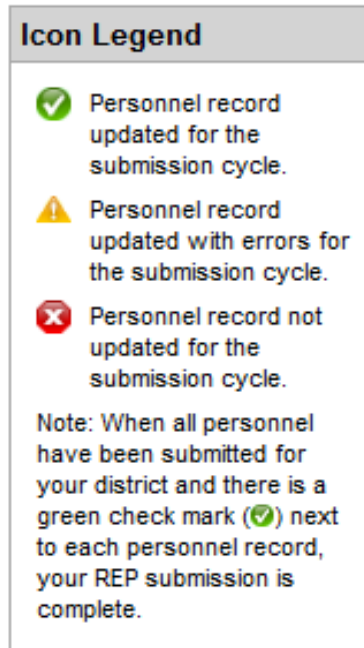 Icon Legend
Personnel record
updated for the
submission cycle.
Personnel record
updated with errors for
the submission cycle.
Personnel record not
updated for the
submission cycle.
Note: When all personnel
have been submitted for
your district and there is a
green check mark (✔) next
to each personnel record,
your REP submission is
complete.